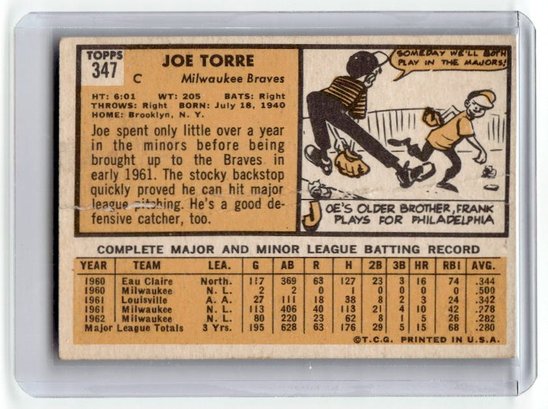 TOPPS
347
C
JOE TORRE
Milwaukee Braves
HT: 6:01 WT: 205 BATS: Right
THROWS: Right BORN: July 18, 1940
HOME: Brooklyn, N. Y.
Joe spent only little over a year
in the minors before being
brought up to the Braves in
early 1961. The stocky backstop
quickly proved he can hit major
league pitching. He's a good de-
fensive catcher, too.
SOMEDAY WE'LL BOTH
PLAY IN THE MAJORS!
JOE'S OLDER BROTHER, FRANK
PLAYS FOR PHILADELPHIA
COMPLETE MAJOR AND MINOR LEAGUE BATTING RECORD
YEAR TEAM LEA. G AB R H 2B 3B HR RBI AVG.
1960 Eau Claire North. 117 369 63 127 23 3 16 74 .344
1960 Milwaukee N. L. 2 2 0 1 0 0 0 0 .500
1961 Louisville A. A. 27 111 18 38 8 2 3 24 .342
1961 Milwaukee N. L. 113 406 40 113 21 4 10 42 .278
1962 Milwaukee N. L. 80 220 23 62 8 1 5 26 .282
Major League Totals 3 Yrs. 195 628 63 176 29 5 15 68 .280
©T.C.G. PRINTED IN U.S.A.